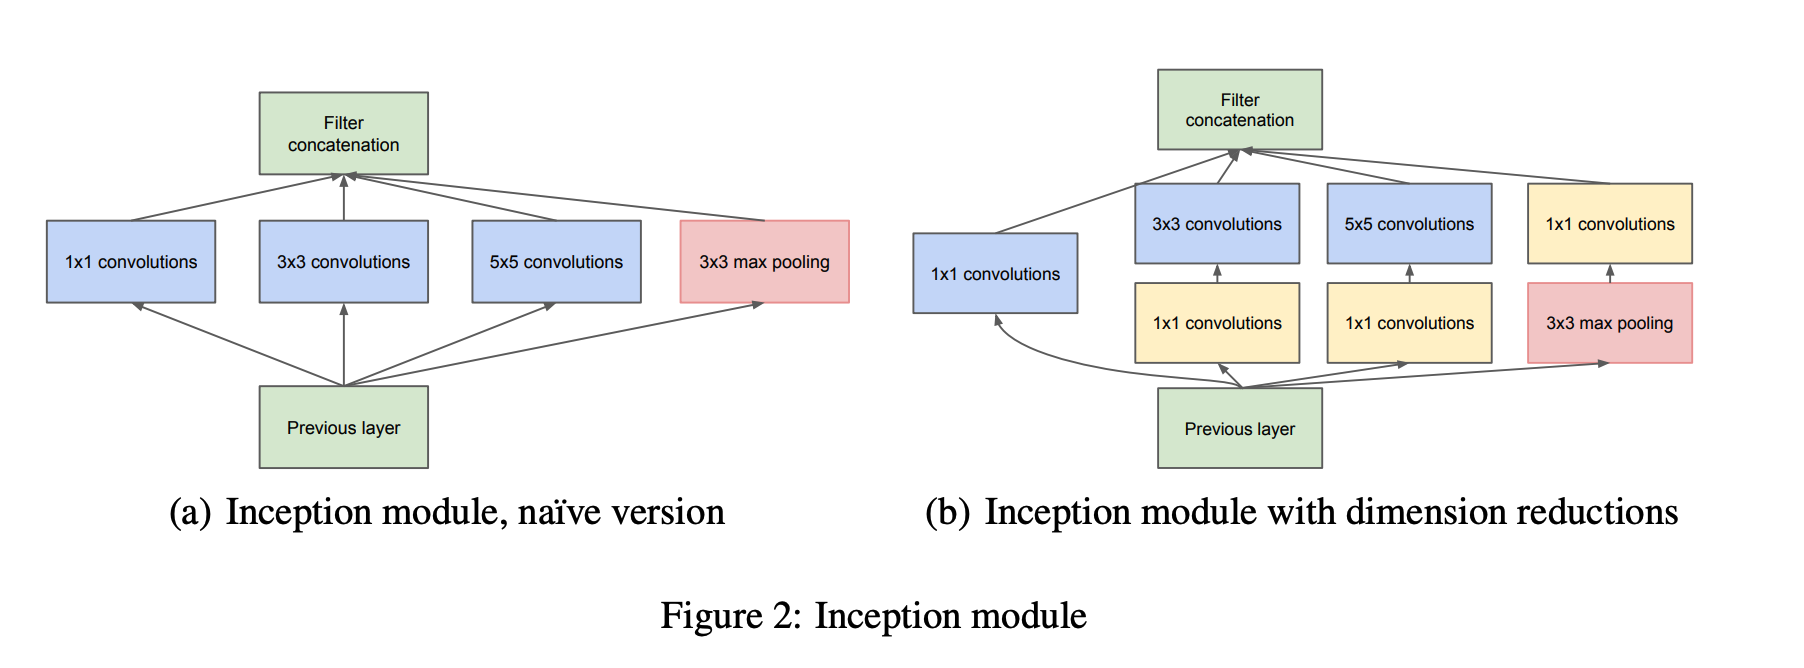 Filter
concatenation
1x1 convolutions
3x3 convolutions
5x5 convolutions
3x3 max pooling
Previous layer
(a) Inception module, naïve version
Filter
concatenation
3x3 convolutions
5x5 convolutions
1x1 convolutions
1x1 convolutions
1x1 convolutions
1x1 convolutions
3x3 max pooling
Previous layer
(b) Inception module with dimension reductions
Figure 2: Inception module